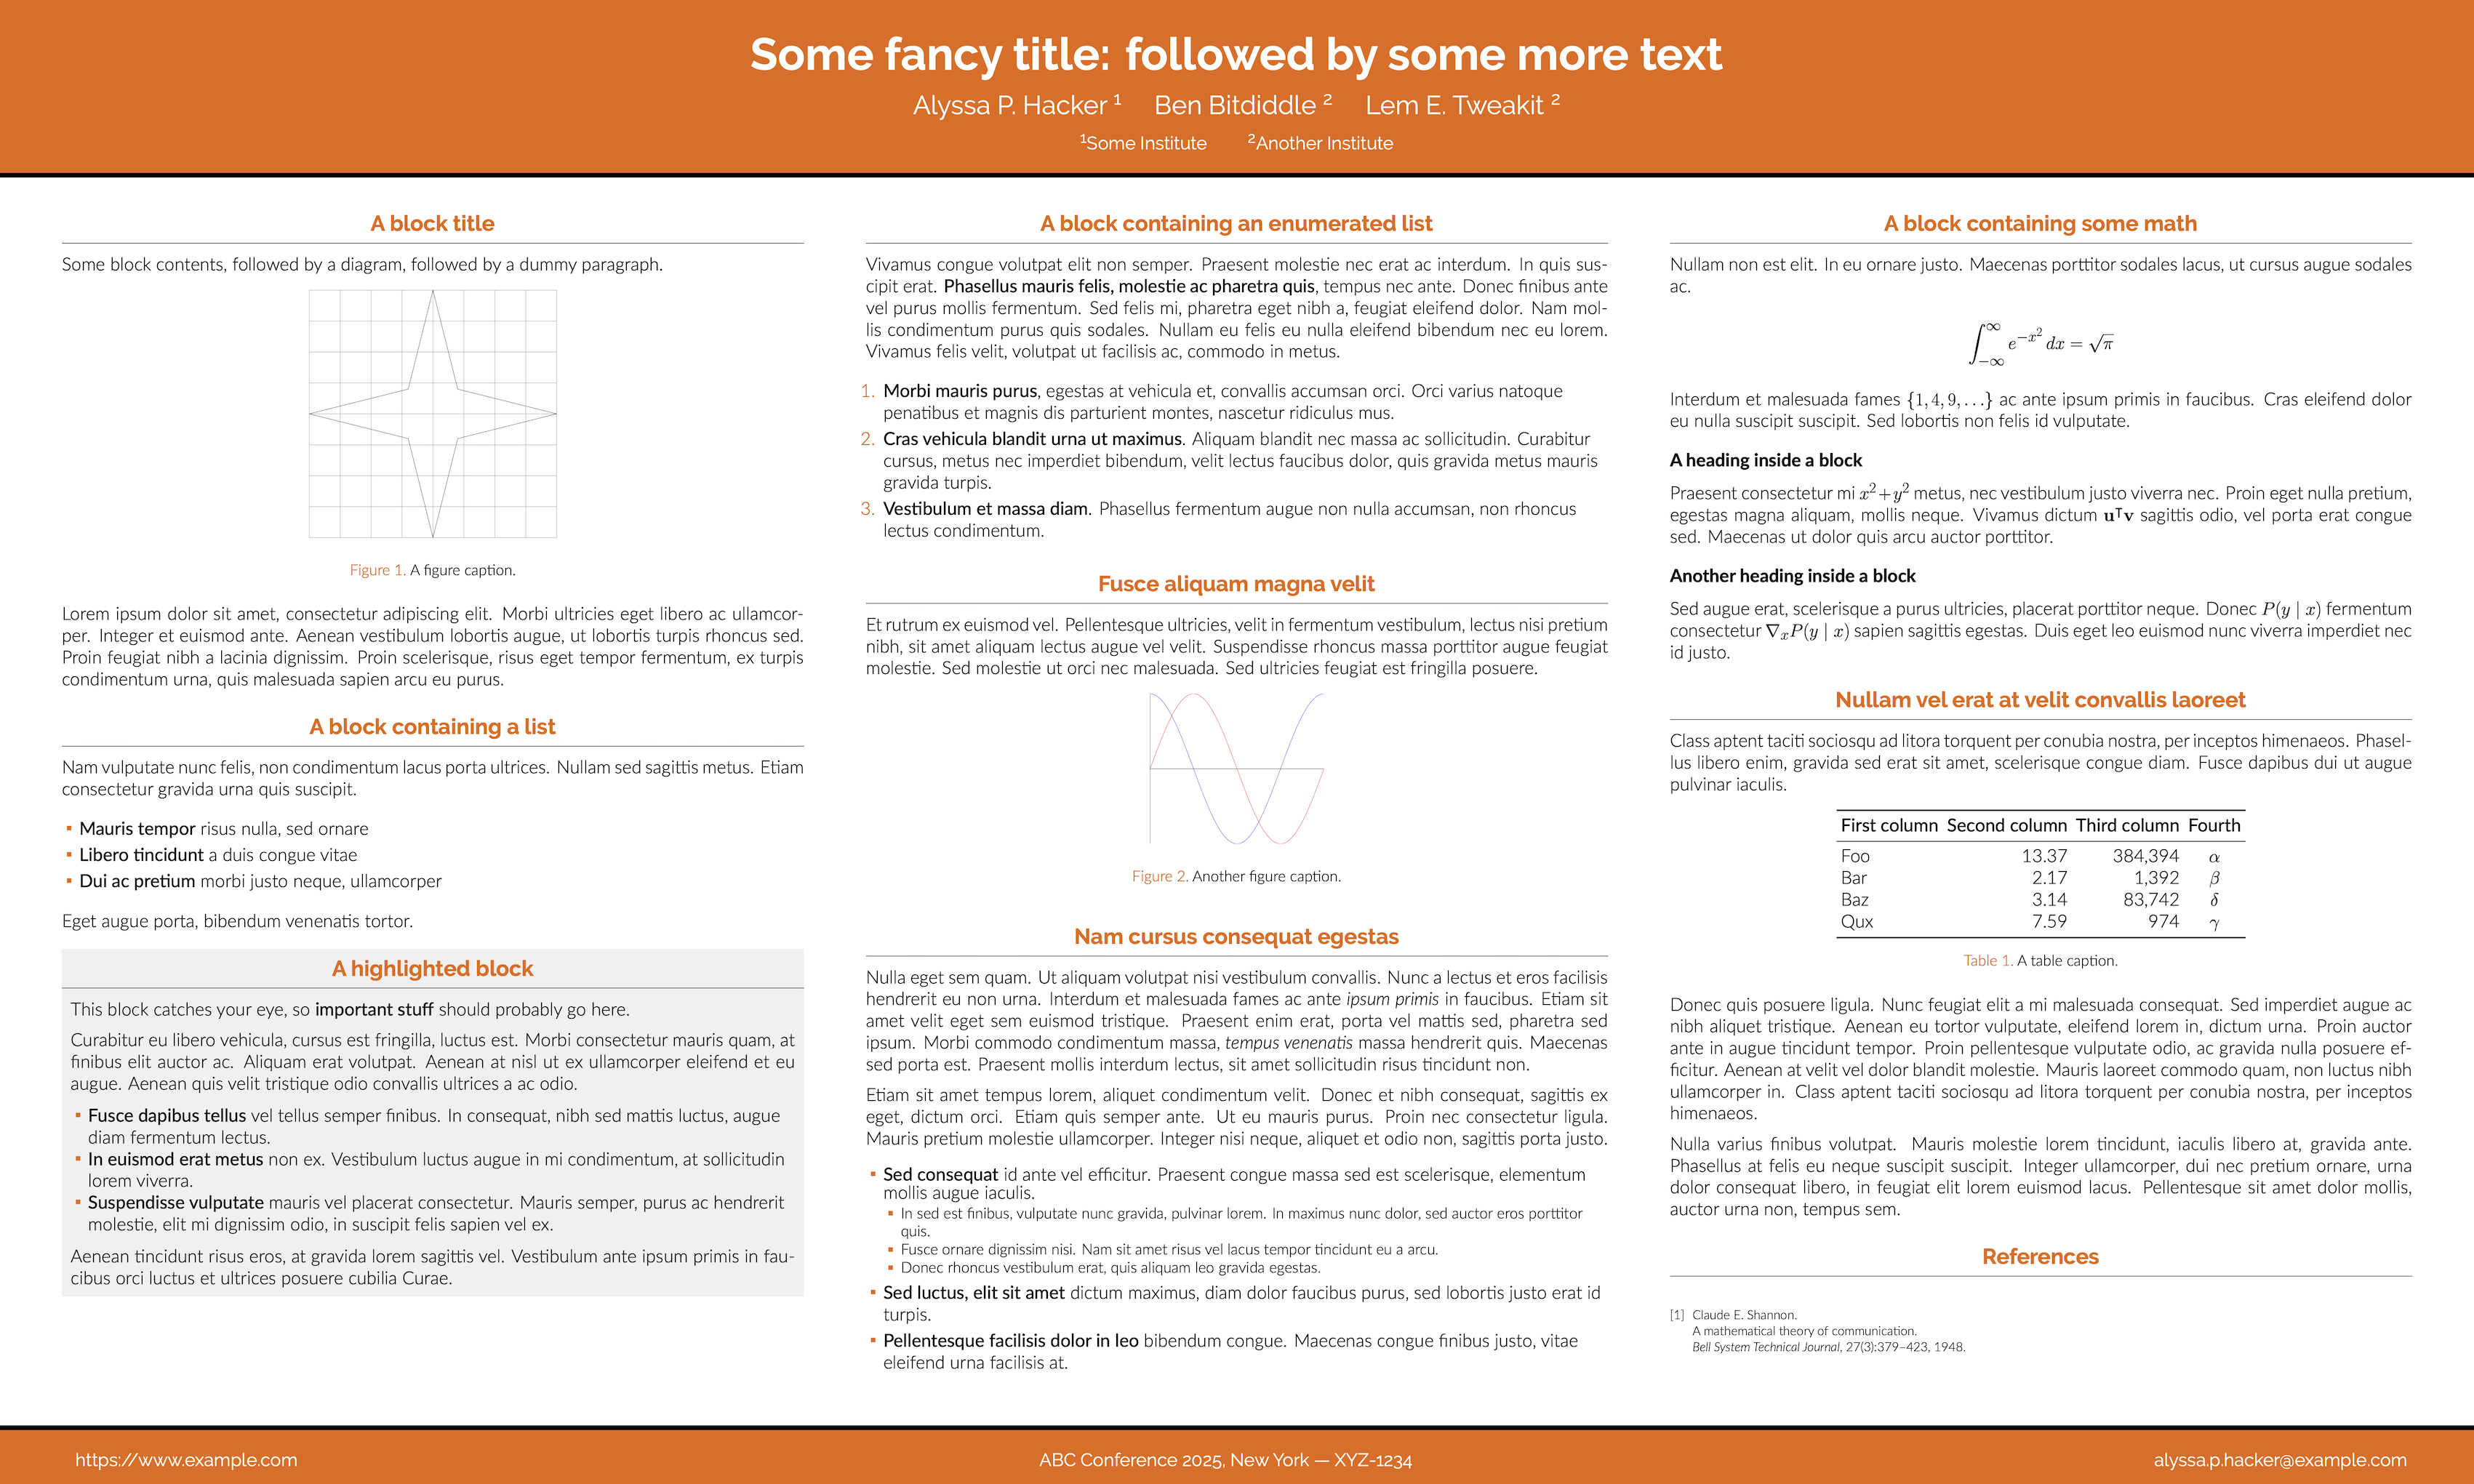 Some fancy title: followed by some more text
Alyssa P. Hacker ¹ Ben Bitdiddle ² Lem E. Tweakit ²
¹Some Institute ²Another Institute
A block title
Some block contents, followed by a diagram, followed by a dummy paragraph.
Figure 1. A figure caption.
Lorem ipsum dolor sit amet, consectetur adipiscing elit. Morbi ultricies eget libero ac ullamcor-
per. Integer et euismod ante. Aenean vestibulum lobortis augue, ut lobortis turpis rhoncus sed.
Proin feugiat nibh a lacinia dignissim. Proin scelerisque, risus eget tempor fermentum, ex turpis
condimentum urna, quis malesuada sapien arcu eu purus.
A block containing a list
Nam vulputate nunc felis, non condimentum lacus porta ultrices. Nullam sed sagittis metus. Etiam
consectetur gravida urna quis suscipit.
▪ Mauris tempor risus nulla, sed ornare
▪ Libero tincidunt a duis congue vitae
▪ Dui ac pretium morbi justo neque, ullamcorper
Eget augue porta, bibendum venenatis tortor.
A highlighted block
This block catches your eye, so important stuff should probably go here.
Curabitur eu libero vehicula, cursus est fringilla, luctus est. Morbi consectetur mauris quam, at
finibus elit auctor ac. Aliquam erat volutpat. Aenean at nisl ut ex ullamcorper eleifend et eu
augue. Aenean quis velit tristique odio convallis ultrices a ac odio.
▪ Fusce dapibus tellus vel tellus semper finibus. In consequat, nibh sed mattis luctus, augue
diam fermentum lectus.
▪ In euismod erat metus non ex. Vestibulum luctus augue in mi condimentum, at sollicitudin
lorem viverra.
▪ Suspendisse vulputate mauris vel placerat consectetur. Mauris semper, purus ac hendrerit
molestie, elit mi dignissim odio, in suscipit felis sapien vel ex.
Aenean tincidunt risus eros, at gravida lorem sagittis vel. Vestibulum ante ipsum primis in fau-
cibus orci luctus et ultrices posuere cubilia Curae.
A block containing an enumerated list
Vivamus congue volutpat elit non semper. Praesent molestie nec erat ac interdum. In quis sus-
cipit erat. Phasellus mauris felis, molestie ac pharetra quis, tempus nec ante. Donec finibus ante
vel purus mollis fermentum. Sed felis mi, pharetra eget nibh a, feugiat eleifend dolor. Nam mol-
lis condimentum purus quis sodales. Nullam eu felis eu nulla eleifend bibendum nec eu lorem.
Vivamus felis velit, volutpat ut facilisis ac, commodo in metus.
1. Morbi mauris purus, egestas at vehicula et, convallis accumsan orci. Orci varius natoque
penatibus et magnis dis parturient montes, nascetur ridiculus mus.
2. Cras vehicula blandit urna ut maximus. Aliquam blandit nec massa ac sollicitudin. Curabitur
cursus, metus nec imperdiet bibendum, velit lectus faucibus dolor, quis gravida metus mauris
gravida turpis.
3. Vestibulum et massa diam. Phasellus fermentum augue non nulla accumsan, non rhoncus
lectus condimentum.
Fusce aliquam magna velit
Et rutrum ex euismod vel. Pellentesque ultricies, velit in fermentum vestibulum, lectus nisi pretium
nibh, sit amet aliquam lectus augue vel velit. Suspendisse rhoncus massa porttitor augue feugiat
molestie. Sed molestie ut orci nec malesuada. Sed ultricies feugiat est fringilla posuere.
Figure 2. Another figure caption.
Nam cursus consequat egestas
Nulla eget sem quam. Ut aliquam volutpat nisi vestibulum convallis. Nunc a lectus et eros facilisis
hendrerit eu non urna. Interdum et malesuada fames ac ante ipsum primis in faucibus. Etiam sit
amet velit eget sem euismod tristique. Praesent enim erat, porta vel mattis sed, pharetra sed
ipsum. Morbi commodo condimentum massa, tempus venenatis massa hendrerit quis. Maecenas
sed porta est. Praesent mollis interdum lectus, sit amet sollicitudin risus tincidunt non.
Etiam sit amet tempus lorem, aliquet condimentum velit. Donec et nibh consequat, sagittis ex
eget, dictum orci. Etiam quis semper ante. Ut eu mauris purus. Proin nec consectetur ligula.
Mauris pretium molestie ullamcorper. Integer nisi neque, aliquet et odio non, sagittis porta justo.
▪ Sed consequat id ante vel efficitur. Praesent congue massa sed est scelerisque, elementum
mollis augue iaculis.
▪ In sed est finibus, vulputate nunc gravida, pulvinar lorem. In maximus nunc dolor, sed auctor eros porttitor
quis.
▪ Fusce ornare dignissim nisi. Nam sit amet risus vel lacus tempor tincidunt eu a arcu.
▪ Donec rhoncus vestibulum erat, quis aliquam leo gravida egestas.
▪ Sed luctus, elit sit amet dictum maximus, diam dolor faucibus purus, sed lobortis justo erat id
turpis.
▪ Pellentesque facilisis dolor in leo bibendum congue. Maecenas congue finibus justo, vitae
eleifend urna facilisis at.
A block containing some math
Nullam non est elit. In eu ornare justo. Maecenas porttitor sodales lacus, ut cursus augue sodales
ac.
∫_{−∞}^{∞} e^{−x²} dx = √π
Interdum et malesuada fames {1, 4, 9, . . .} ac ante ipsum primis in faucibus. Cras eleifend dolor
eu nulla suscipit suscipit. Sed lobortis non felis id vulputate.
A heading inside a block
Praesent consectetur mi x² + y² metus, nec vestibulum justo viverra nec. Proin eget nulla pretium,
egestas magna aliquam, mollis neque. Vivamus dictum u⊤v sagittis odio, vel porta erat congue
sed. Maecenas ut dolor quis arcu auctor porttitor.
Another heading inside a block
Sed augue erat, scelerisque a purus ultricies, placerat porttitor neque. Donec P(y | x) fermentum
consectetur ∇ₓP(y | x) sapien sagittis egestas. Duis eget leo euismod nunc viverra imperdiet nec
id justo.
Nullam vel erat at velit convallis laoreet
Class aptent taciti sociosqu ad litora torquent per conubia nostra, per inceptos himenaeos. Phasel-
lus libero enim, gravida sed erat sit amet, scelerisque congue diam. Fusce dapibus dui ut augue
pulvinar iaculis.
First column Second column Third column Fourth
Foo 13.37 384,394 α
Bar 2.17 1,392 β
Baz 3.14 83,742 δ
Qux 7.59 974 γ
Table 1. A table caption.
Donec quis posuere ligula. Nunc feugiat elit a mi malesuada consequat. Sed imperdiet augue ac
nibh aliquet tristique. Aenean eu tortor vulputate, eleifend lorem in, dictum urna. Proin auctor
ante in augue tincidunt tempor. Proin pellentesque vulputate odio, ac gravida nulla posuere ef-
ficitur. Aenean at velit vel dolor blandit molestie. Mauris laoreet commodo quam, non luctus nibh
ullamcorper in. Class aptent taciti sociosqu ad litora torquent per conubia nostra, per inceptos
himenaeos.
Nulla varius finibus volutpat. Mauris molestie lorem tincidunt, iaculis libero at, gravida ante.
Phasellus at felis eu neque suscipit suscipit. Integer ullamcorper, dui nec pretium ornare, urna
dolor consequat libero, in feugiat elit lorem euismod lacus. Pellentesque sit amet dolor mollis,
auctor urna non, tempus sem.
References
[1] Claude E. Shannon.
A mathematical theory of communication.
Bell System Technical Journal, 27(3):379–423, 1948.
https://www.example.com
ABC Conference 2025, New York — XYZ-1234
alyssa.p.hacker@example.com